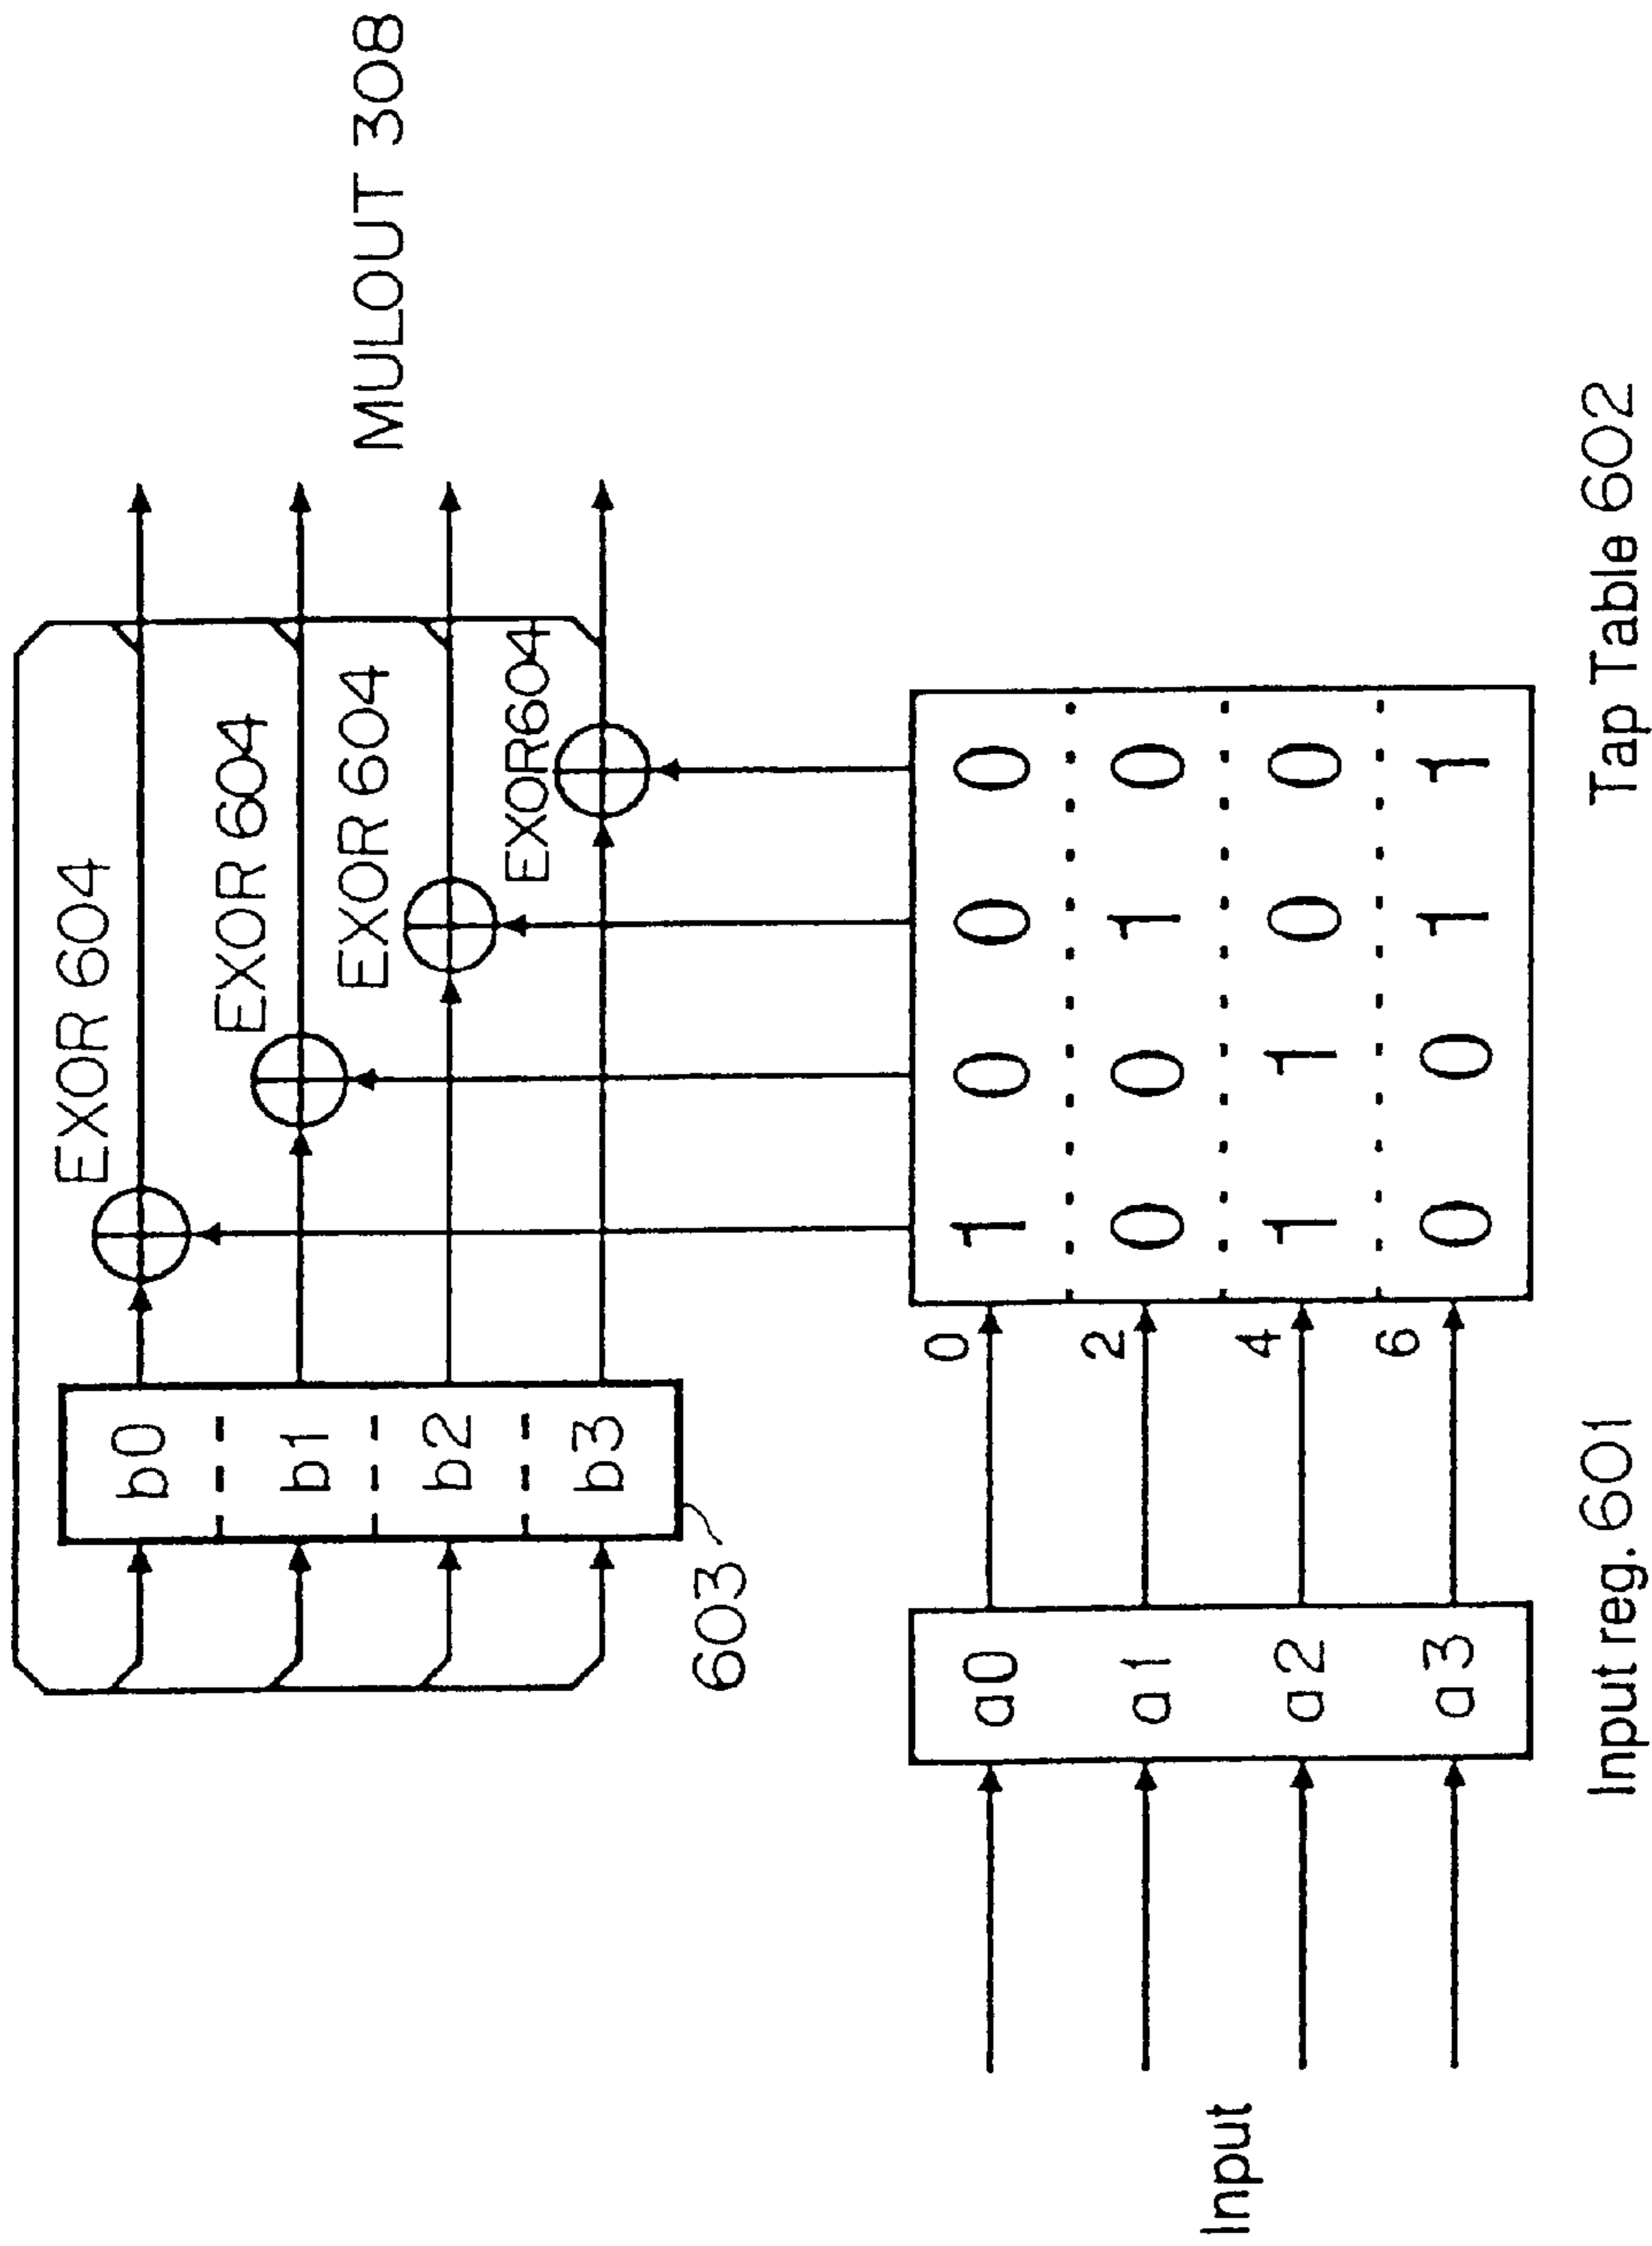 EXOR 604
b0
EXOR 604
b1
EXOR 604
MULOUT 308
b2
EXOR604
b3
603
a0
0
1 0 0 0
a1
2
0 0 1 0
Input
a2
4
1 1 0 0
a3
6
0 0 1 1
Input reg. 601
Tap Table 602